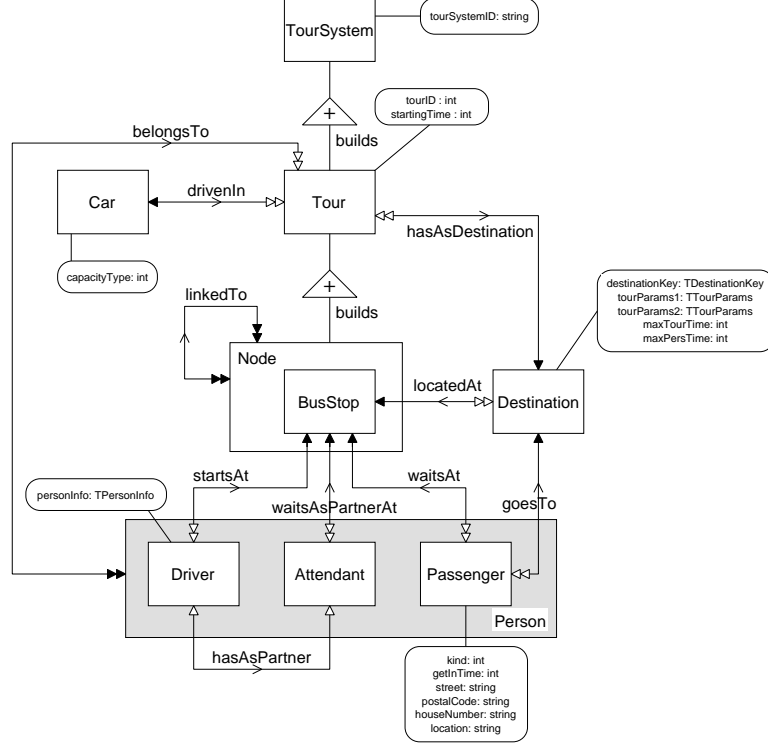 TourSystem
tourSystemID: string
+
builds
tourID : int
startingTime : int
belongsTo
Car
drivenIn
Tour
hasAsDestination
capacityType: int
+
builds
destinationKey: TDestinationKey
tourParams1: TTourParams
tourParams2: TTourParams
maxTourTime: int
maxPersTime: int
linkedTo
Node
BusStop
locatedAt
Destination
startsAt
waitsAt
personInfo: TPersonInfo
waitsAsPartnerAt
goesTo
Driver
Attendant
Passenger
Person
hasAsPartner
kind: int
getInTime: int
street: string
postalCode: string
houseNumber: string
location: string